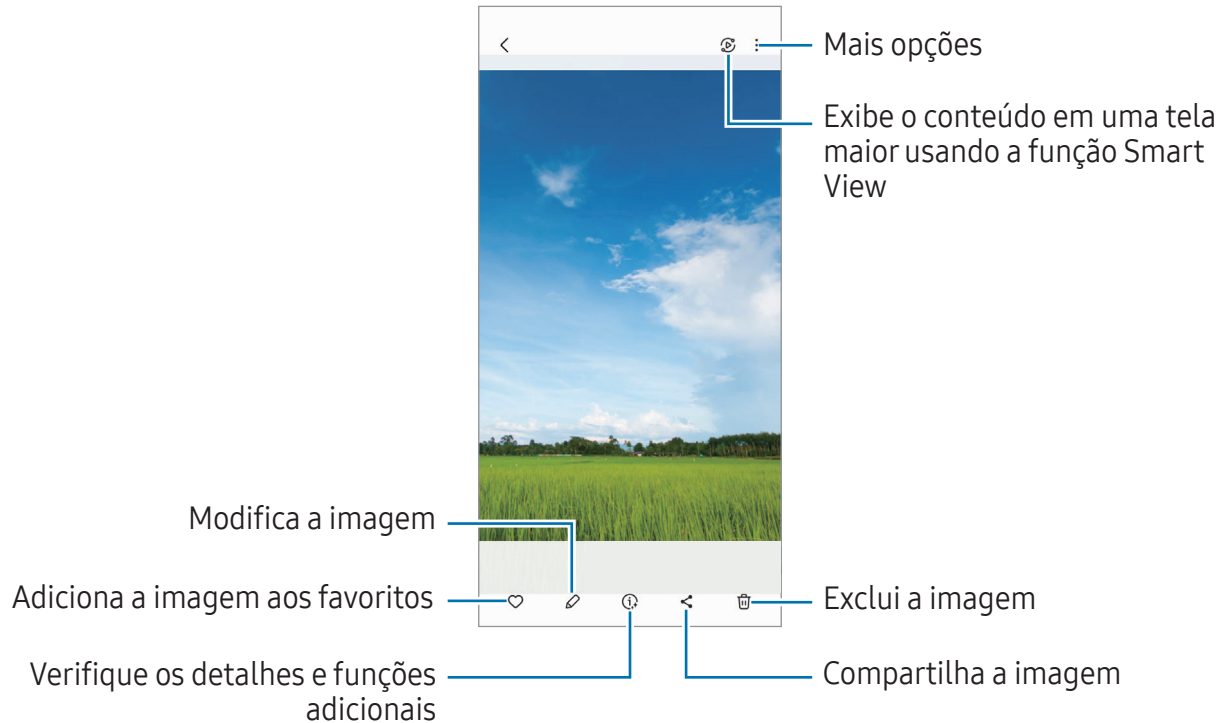 Mais opções
Exibe o conteúdo em uma tela
maior usando a função Smart
View
Modifica a imagem
Adiciona a imagem aos favoritos
Exclui a imagem
Verifique os detalhes e funções
adicionais
Compartilha a imagem